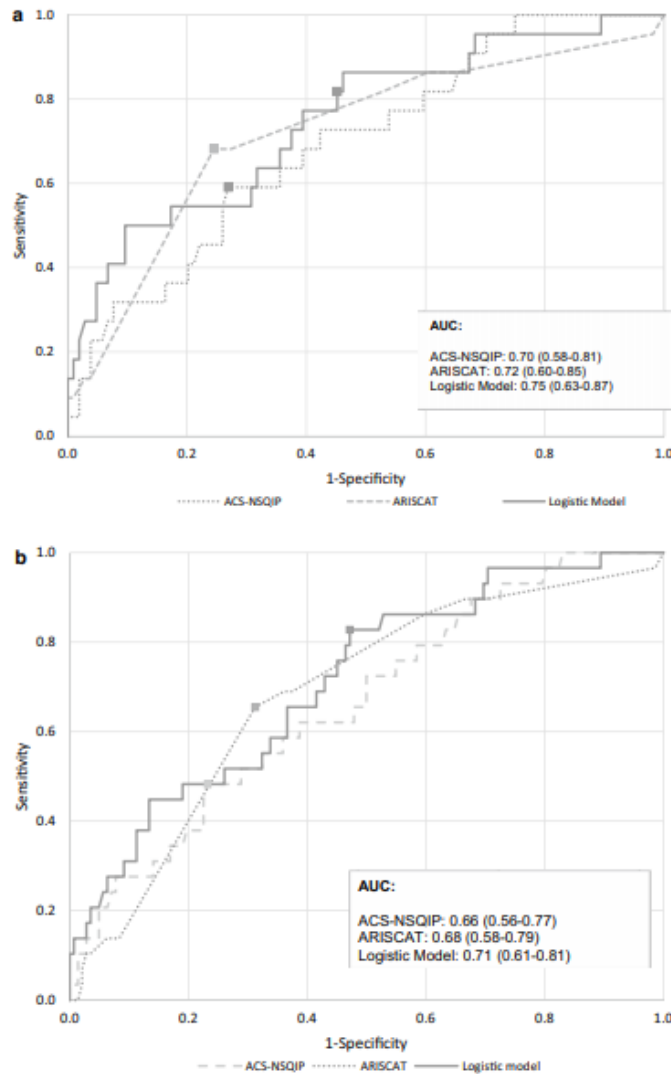 a
1.0
0.8
0.6
0.4
0.2
0.0
Sensitivity
AUC:
ACS-NSQIP: 0.70 (0.58-0.81)
ARISCAT: 0.72 (0.60-0.85)
Logistic Model: 0.75 (0.63-0.87)
0.0 0.2 0.4 0.6 0.8 1.0
1-Specificity
ACS-NSQIP ARISCAT Logistic Model
b
1.0
0.8
0.6
0.4
0.2
0.0
Sensitivity
AUC:
ACS-NSQIP: 0.66 (0.56-0.77)
ARISCAT: 0.68 (0.58-0.79)
Logistic Model: 0.71 (0.61-0.81)
0.0 0.2 0.4 0.6 0.8 1.0
1-Specificity
ACS-NSQIP ARISCAT Logistic model